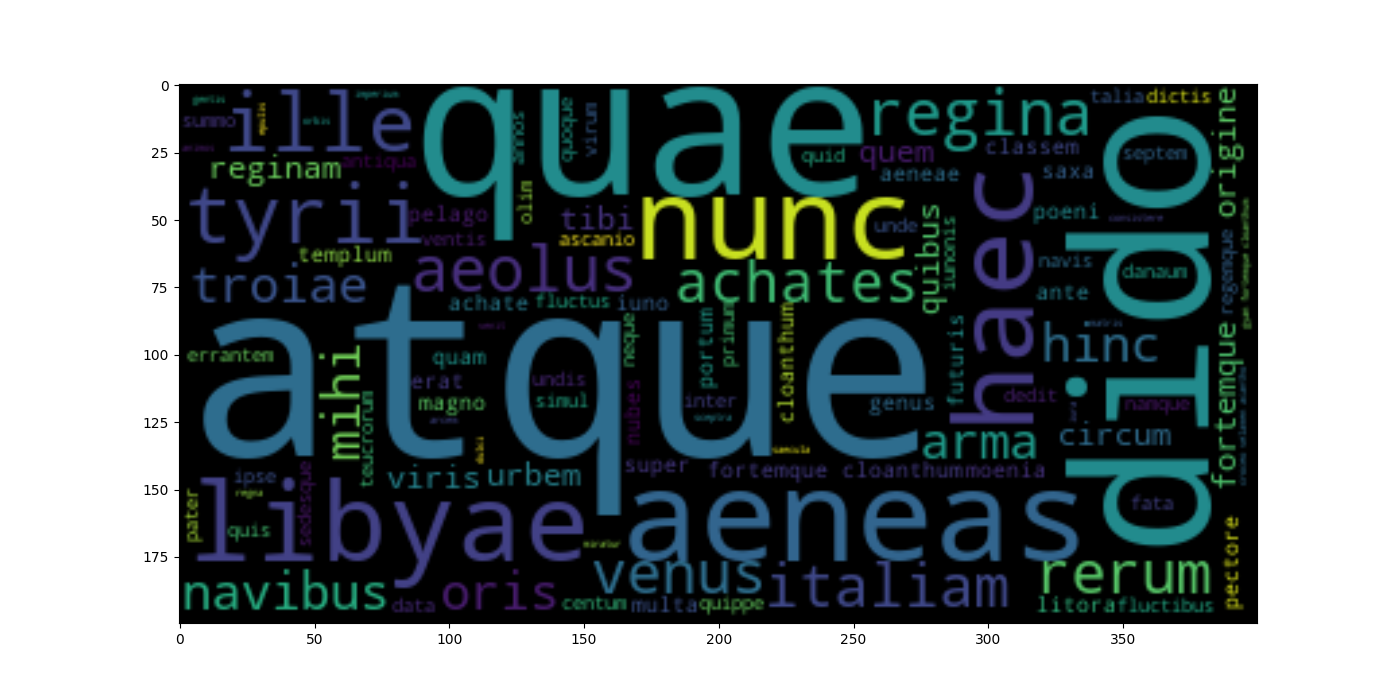 0
25
50
75
100
125
150
175
0 50 100 150 200 250 300 350
summo
ille
quae
regina
talia dictis
reginam
antiqua
annos
quoque
virum
quid
quem
classem
aeneae
saxa
septem
origine
tyrii
pelago
olim
tibi
nunc
unde
quibus
iunonis
haec
poeni
dido
ventis
ascanio
templum
troiae
aeolus
achates
navis
danaum
regemque
achate fluctus iuno
ante
atque
errantem
mihi
quam
erat
magno
teucrorum
undis
simul
neque
nubes
portum
primum
inter
cloanthum
genus
futuris
hinc
dedit
namque
fortemque
arma
circum
ipse
sedesque
viris urbem
super fortemque cloanthum moenia
pater
quis
libyae
aeneas
fata
navibus
data oris
venus
centum multa quippe
italiam
rerum
litora fluctibus
pectore